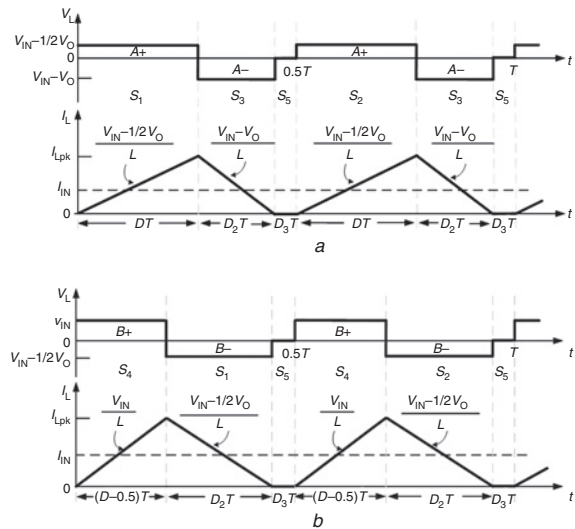 V_L
V_IN–1/2V_O
A+ A+
0 t
A– 0.5T A– T
V_IN–V_O
S_1 S_3 S_5 S_2 S_3 S_5
I_L
V_IN–1/2V_O V_IN–V_O V_IN–1/2V_O V_IN–V_O
L L L L
I_Lpk
I_IN
0 t
DT D_2T D_3T DT D_2T D_3T
a
V_L
v_IN
B+ B+
0 t
B– 0.5T B– T
V_IN–1/2V_O
S_4 S_1 S_5 S_4 S_2 S_5
I_L
V_IN V_IN–1/2V_O V_IN V_IN–1/2V_O
L L L L
I_Lpk
I_IN
0 t
(D–0.5)T D_2T D_3T (D–0.5)T D_2T D_3T
b